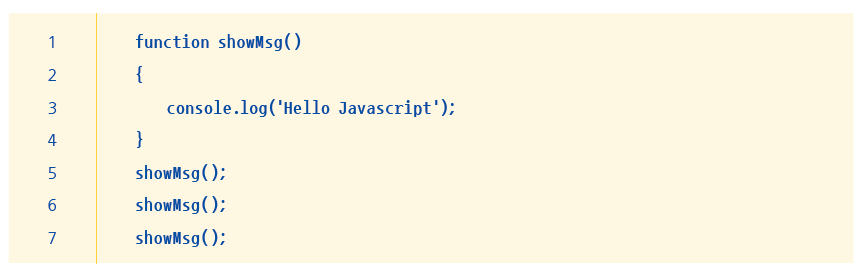 1 function showMsg()
2 {
3 console.log('Hello Javascript');
4 }
5 showMsg();
6 showMsg();
7 showMsg();